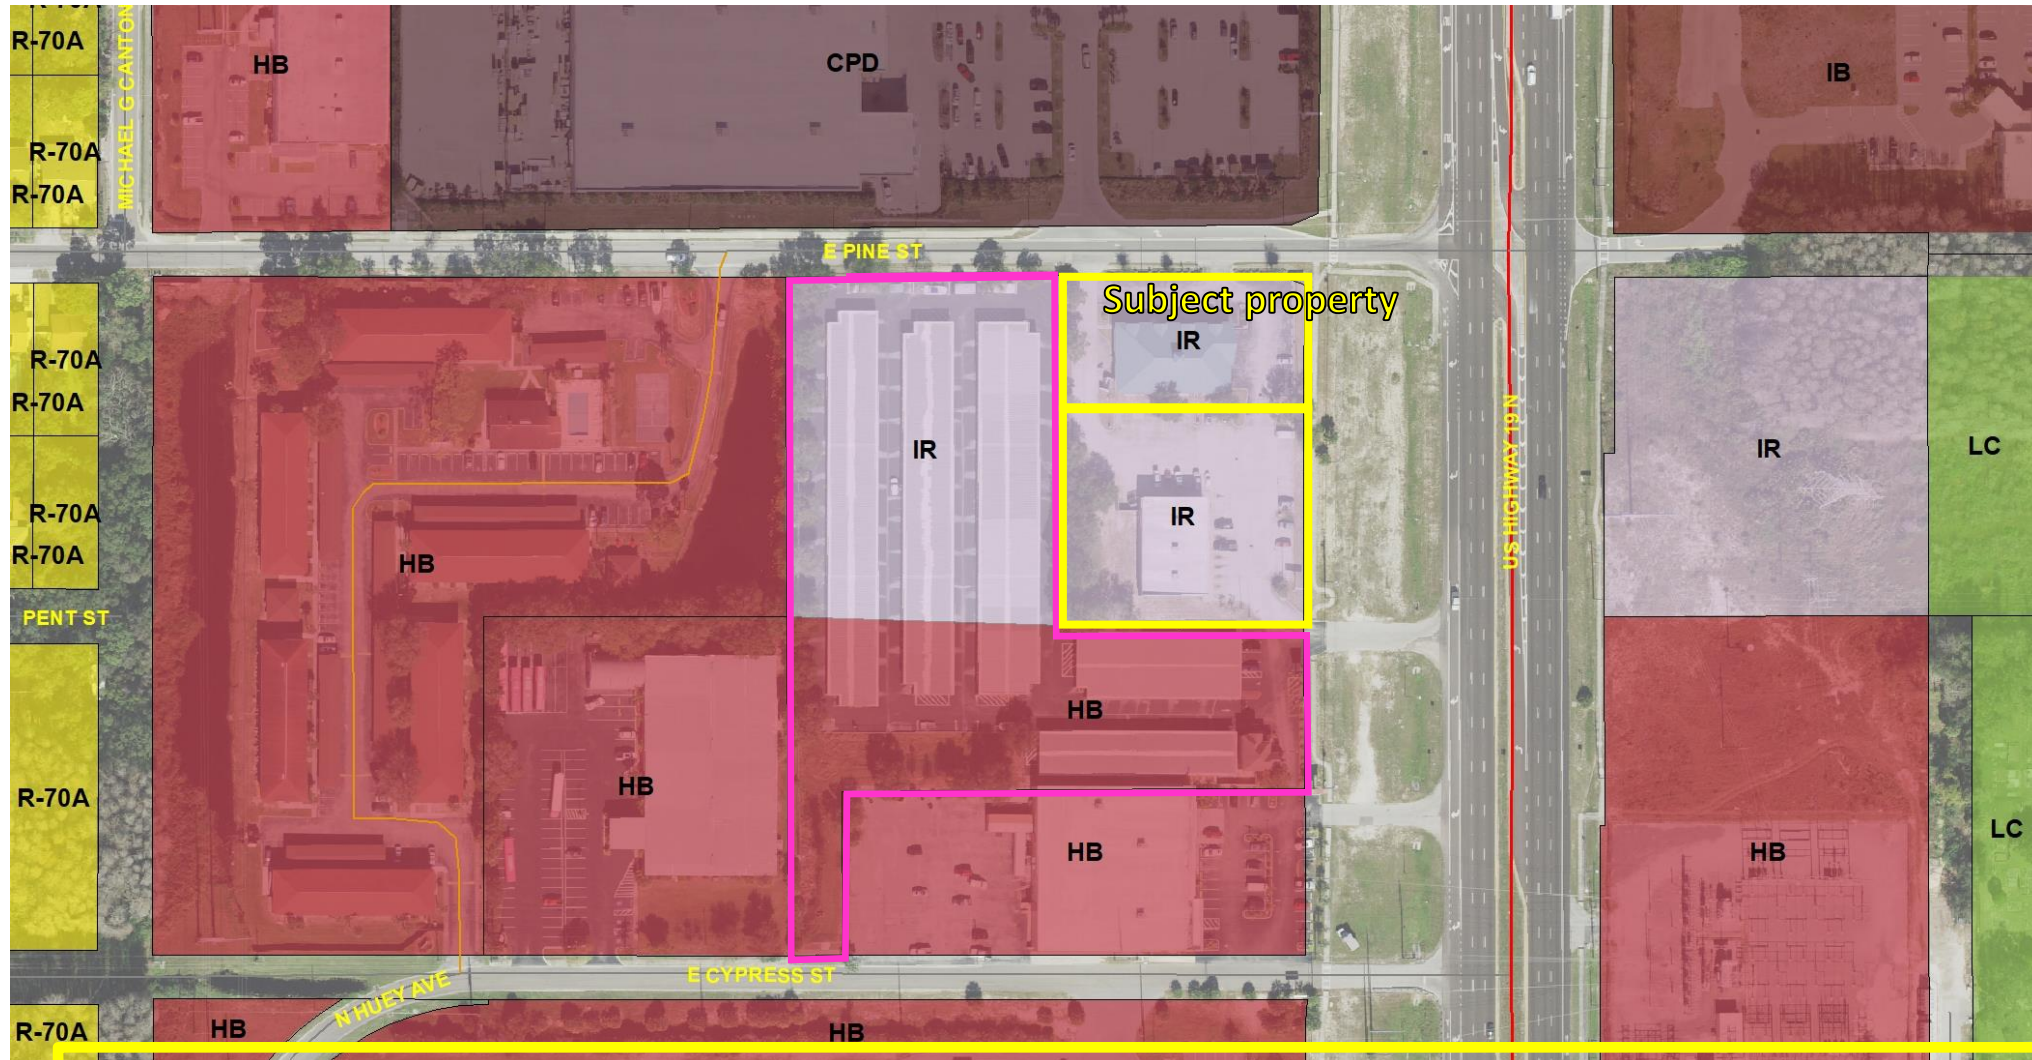 R-70A
R-70A
R-70A
R-70A
MICHAEL G CANTON
HB
CPD
IB
E PINE ST
Subject property
IR
R-70A
R-70A
IR
IR
IR
LC
US HIGHWAY 19 N
R-70A
R-70A
HB
PENT ST
HB
HB
R-70A
HB
HB
LC
E CYPRESS ST
N HUEY AVE
R-70A
HB
HB